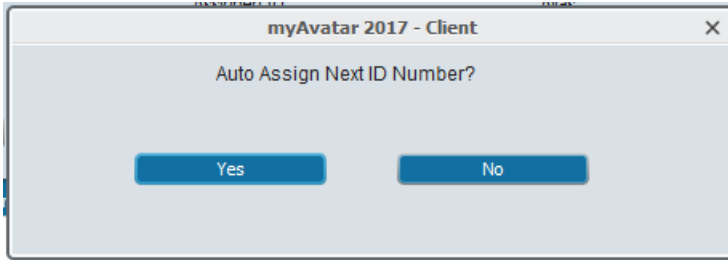 myAvatar 2017 - Client
Auto Assign Next ID Number?
Yes
No